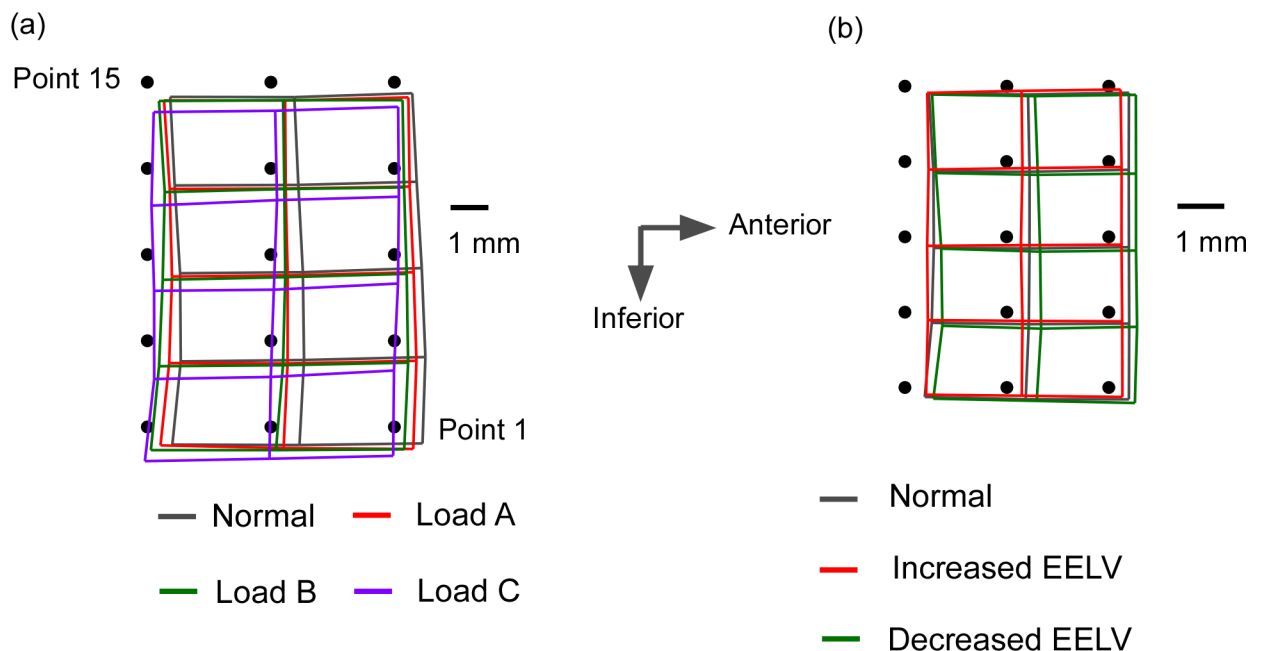 (a)
(b)
Point 15
1 mm
1 mm
Anterior
Inferior
Point 1
Normal
Load A
Load B
Load C
Normal
Increased EELV
Decreased EELV